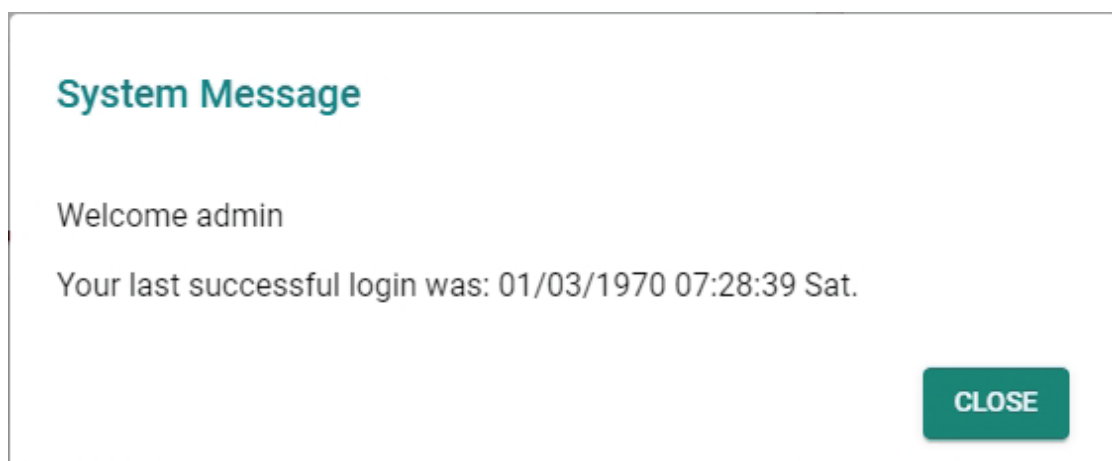 System Message
Welcome admin
Your last successful login was: 01/03/1970 07:28:39 Sat.
CLOSE